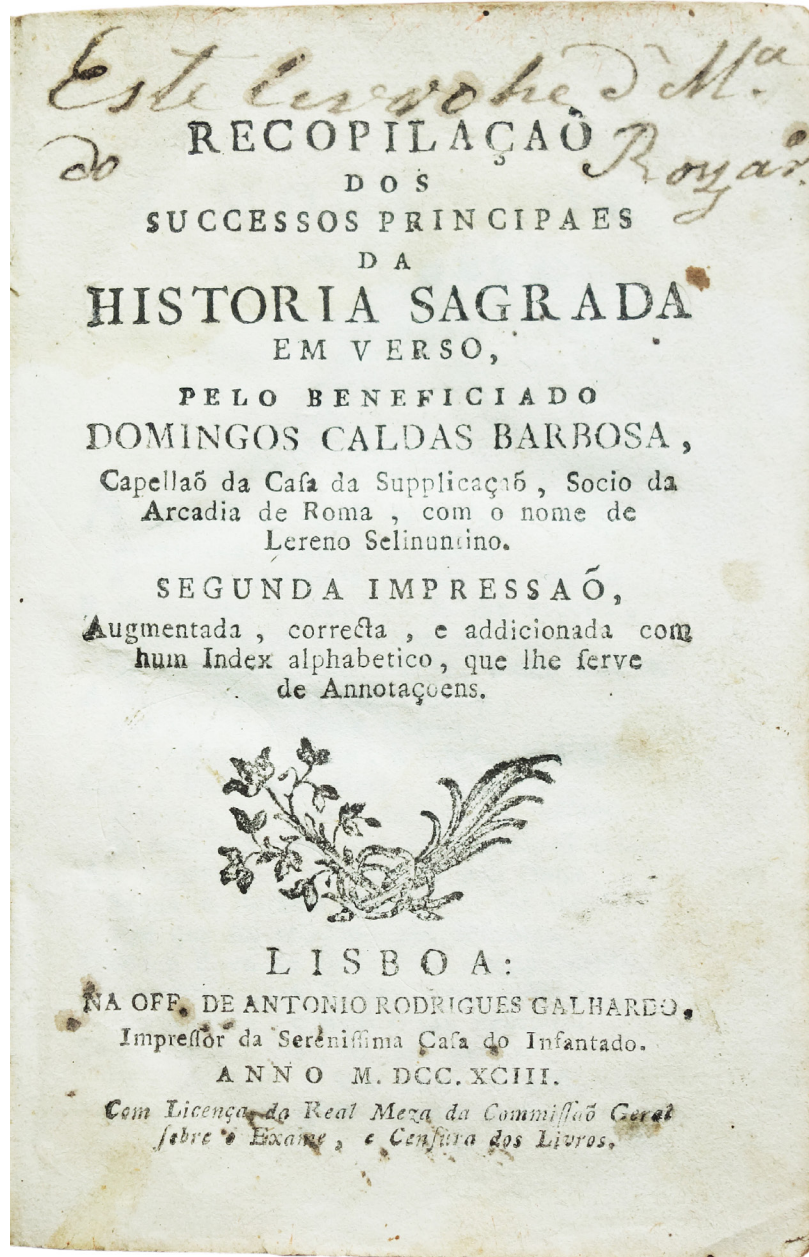 Este livro he d M.ª
do Rozar.
RECOPILAÇAÕ
DOS
SUCCESSOS PRINCIPAES
DA
HISTORIA SAGRADA
EM VERSO,
PELO BENEFICIADO
DOMINGOS CALDAS BARBOSA,
Capellaõ da Caſa da Supplicaçaõ, Socio da
Arcadia de Roma, com o nome de
Lereno Selinuntino.
SEGUNDA IMPRESSAÕ,
Augmentada, correcta, e addicionada com
hum Index alphabetico, que lhe ſerve
de Annotaçoens.
LISBOA:
NA OFF. DE ANTONIO RODRIGUES GALHARDO,
Impreſſor da Sereniſſima Caſa do Infantado.
ANNO M. DCC. XCIII.
Com Licença da Real Meza da Commiſſaõ Geral
ſobre o Exame, e Cenſura dos Livros.